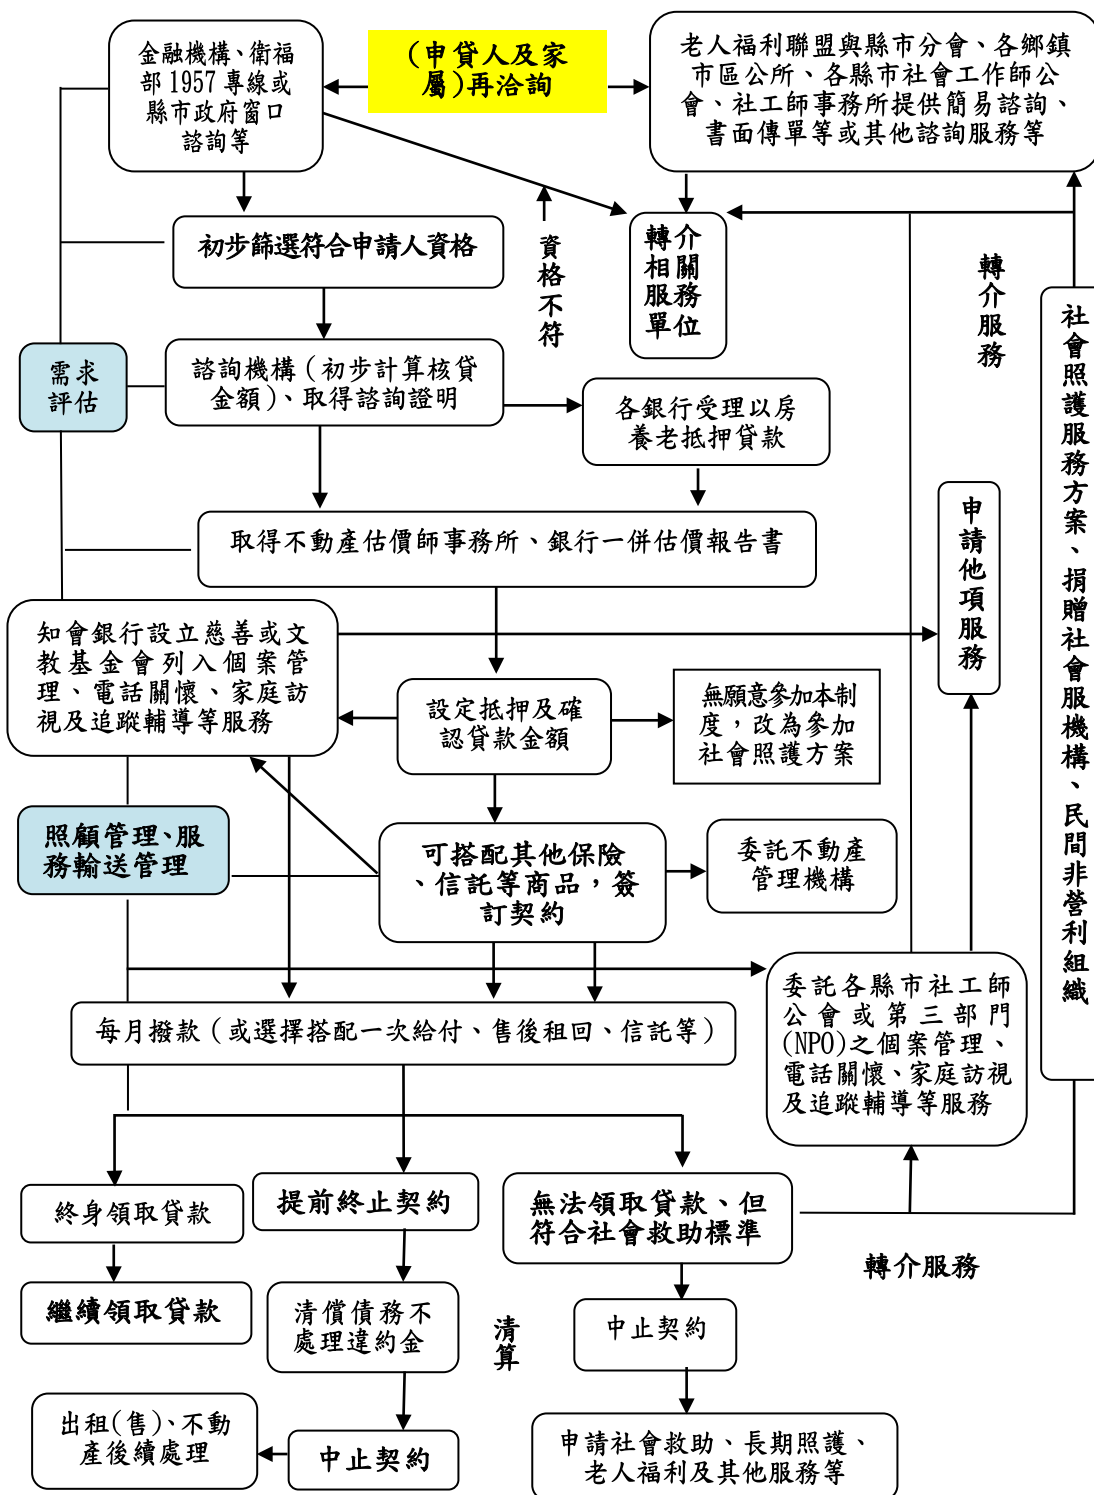 金融機構、衛福
部 1957 專線或
縣市政府窗口
諮詢等
(申貸人及家
屬)再洽詢
老人福利聯盟與縣市分會、各鄉鎮
市區公所、各縣市社會工作師公
會、社工師事務所提供簡易諮詢、
書面傳單等或其他諮詢服務等
初步篩選符合申請人資格
資格不符
轉介
相關
服務
單位
轉介服務
社會照護服務方案、捐贈社會服機構、民間非營利組織
需求
評估
諮詢機構（初步計算核貸
金額）、取得諮詢證明
各銀行受理以房
養老抵押貸款
取得不動產估價師事務所、銀行一併估價報告書
申請他項服務
知會銀行設立慈善或文
教基金會列入個案管
理、電話關懷、家庭訪
視及追蹤輔導等服務
設定抵押及確
認貸款金額
無願意參加本制
度，改為參加
社會照護方案
照顧管理、服
務輸送管理
可搭配其他保險
、信託等商品，簽
訂契約
委託不動產
管理機構
委託各縣市社工師
公會或第三部門
(NPO)之個案管理、
電話關懷、家庭訪視
及追蹤輔導等服務
每月撥款（或選擇搭配一次給付、售後租回、信託等）
終身領取貸款
提前終止契約
無法領取貸款、但
符合社會救助標準
轉介服務
繼續領取貸款
清償債務不
處理違約金
清算
中止契約
出租(售)、不動
產後續處理
中止契約
申請社會救助、長期照護、
老人福利及其他服務等